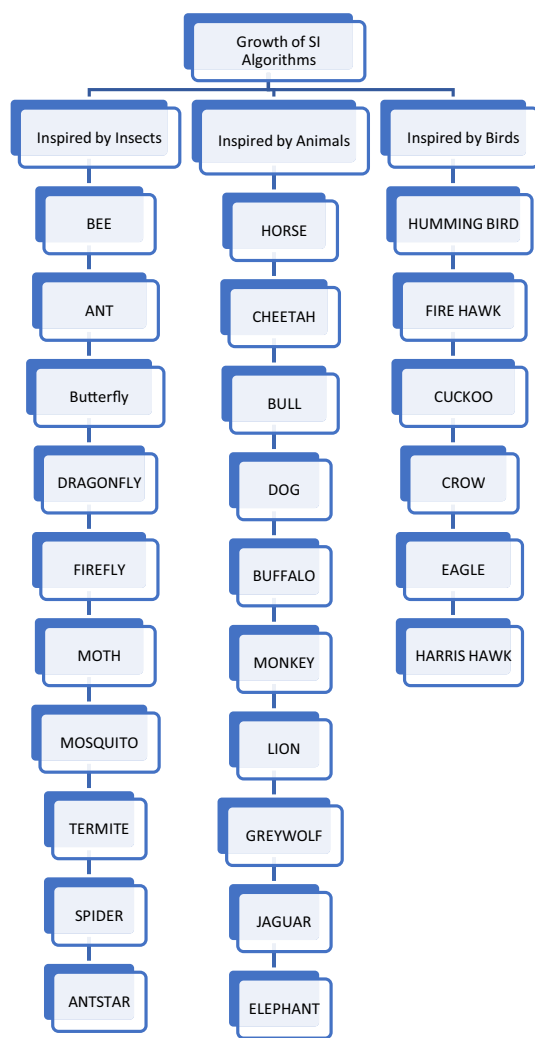 Growth of SI
Algorithms
Inspired by Insects
BEE
ANT
Butterfly
DRAGONFLY
FIREFLY
MOTH
MOSQUITO
TERMITE
SPIDER
ANTSTAR
Inspired by Animals
HORSE
CHEETAH
BULL
DOG
BUFFALO
MONKEY
LION
GREYWOLF
JAGUAR
ELEPHANT
Inspired by Birds
HUMMING BIRD
FIRE HAWK
CUCKOO
CROW
EAGLE
HARRIS HAWK